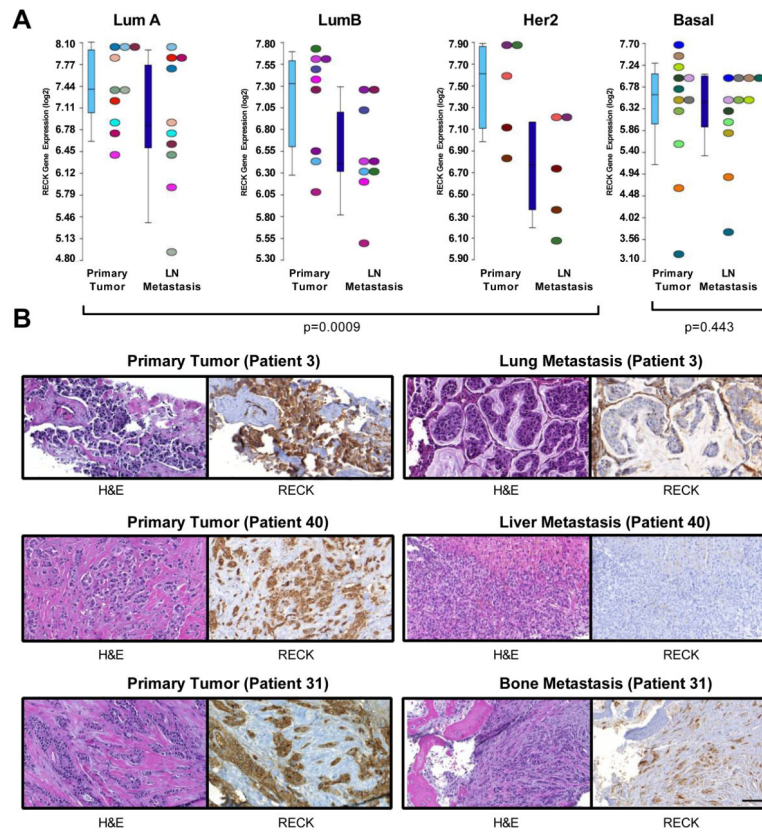 A
Lum A
LumB
Her2
Basal
RECK Gene Expression (log2)
8.10
7.77
7.44
7.11
6.78
6.45
6.12
5.79
5.46
5.13
4.80
Primary Tumor
LN Metastasis
RECK Gene Expression (log2)
7.80
7.55
7.30
7.05
6.80
6.55
6.30
6.05
5.80
5.55
5.30
Primary Tumor
LN Metastasis
RECK Gene Expression (log2)
7.90
7.70
7.50
7.30
7.10
6.90
6.70
6.50
6.30
6.10
5.90
Primary Tumor
LN Metastasis
RECK Gene Expression (log2)
7.70
7.24
6.78
6.32
5.86
5.40
4.94
4.48
4.02
3.56
3.10
Primary Tumor
LN Metastasis
p=0.0009
p=0.443
B
Primary Tumor (Patient 3)
Lung Metastasis (Patient 3)
H&E
RECK
H&E
RECK
Primary Tumor (Patient 40)
Liver Metastasis (Patient 40)
H&E
RECK
H&E
RECK
Primary Tumor (Patient 31)
Bone Metastasis (Patient 31)
H&E
RECK
H&E
RECK